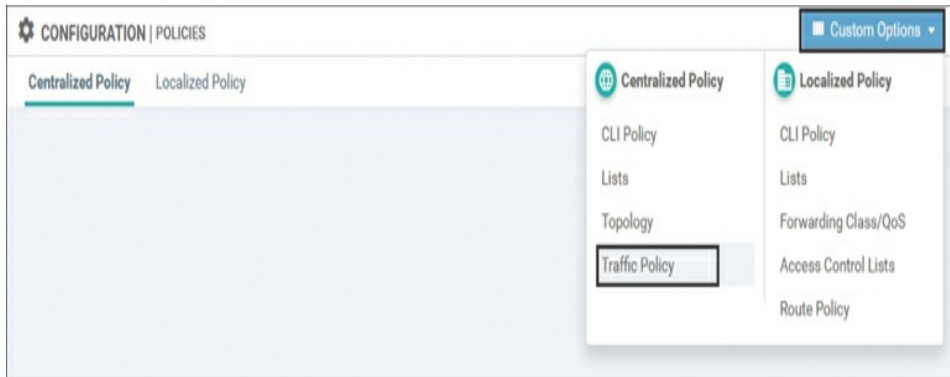 CONFIGURATION | POLICIES
Custom Options
Centralized Policy
Localized Policy
Centralized Policy
CLI Policy
Lists
Topology
Traffic Policy
Localized Policy
CLI Policy
Lists
Forwarding Class/QoS
Access Control Lists
Route Policy